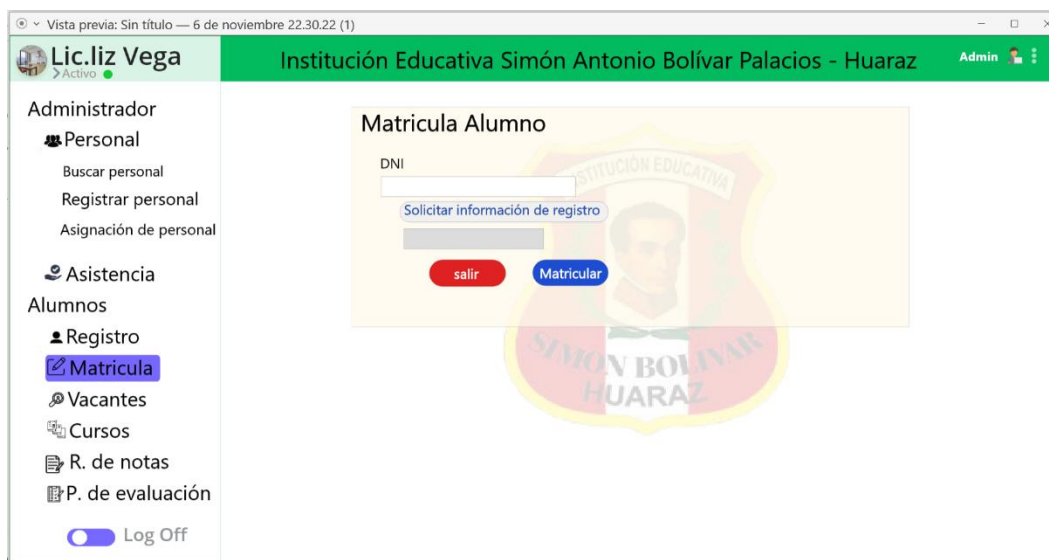 Vista previa: Sin título — 6 de noviembre 22.30.22 (1)
Lic.liz Vega
Activo
Institución Educativa Simón Antonio Bolívar Palacios - Huaraz
Admin
Administrador
Personal
Buscar personal
Registrar personal
Asignación de personal
Asistencia
Alumnos
Registro
Matricula
Vacantes
Cursos
R. de notas
P. de evaluación
Log Off
Matricula Alumno
DNI
Solicitar información de registro
salir
Matricular
INSTITUCIÓN EDUCATIVA
SIMÓN BOLIVAR
HUARAZ